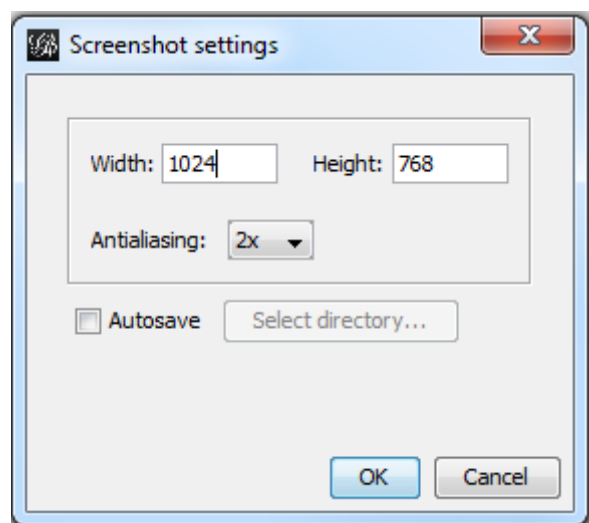 Screenshot settings
Width: 1024 Height: 768
Antialiasing: 2x
Autosave Select directory...
OK Cancel